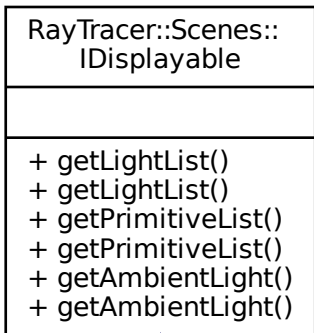 RayTracer::Scenes::
IDisplayable
+ getLightList()
+ getLightList()
+ getPrimitiveList()
+ getPrimitiveList()
+ getAmbientLight()
+ getAmbientLight()